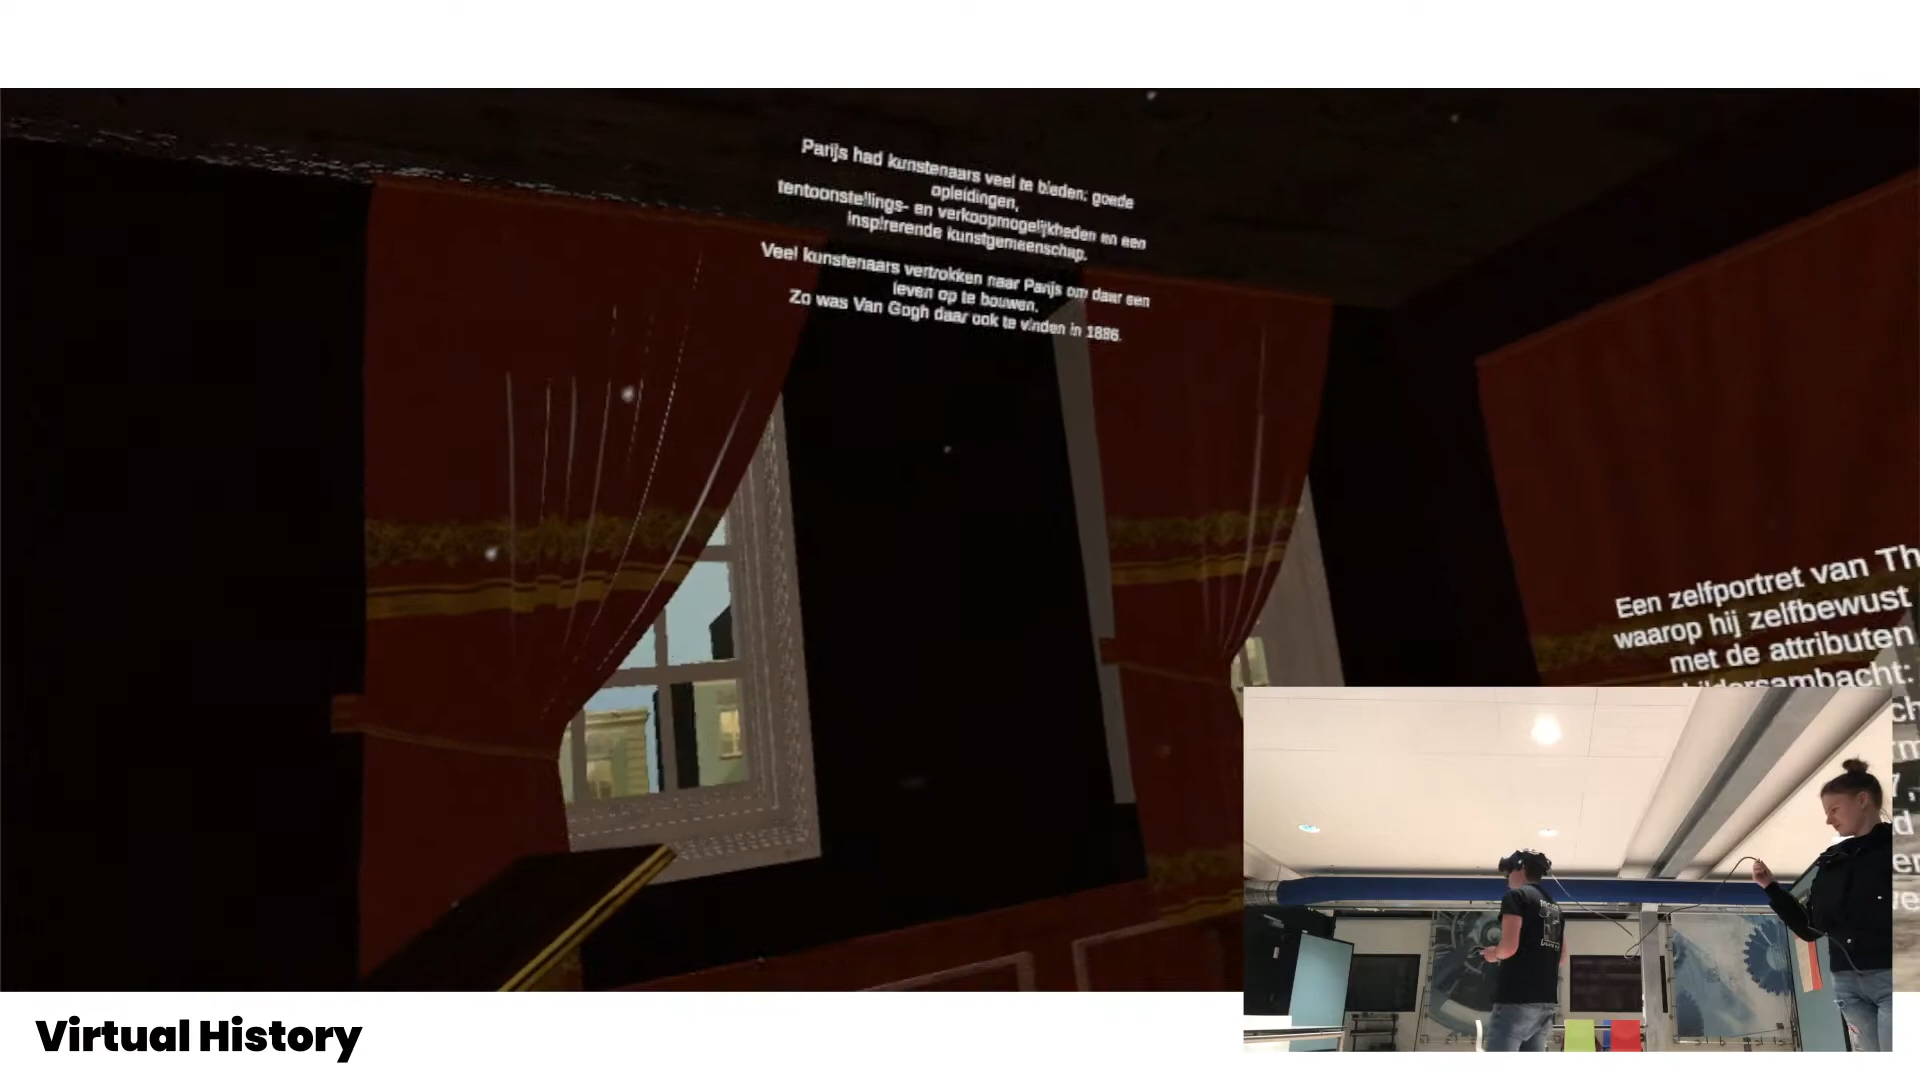 Parijs had kunstenaars veel te bieden: goede
opleidingen,
tentoonstellings- en verkoopmogelijkheden en een
inspirerende kunstgemeenschap.
Veel kunstenaars vertrokken naar Parijs om daar een
leven op te bouwen.
Zo was Van Gogh daar ook te vinden in 1886.
Een zelfportret van Th
waarop hij zelfbewust
met de attributen
Virtual History